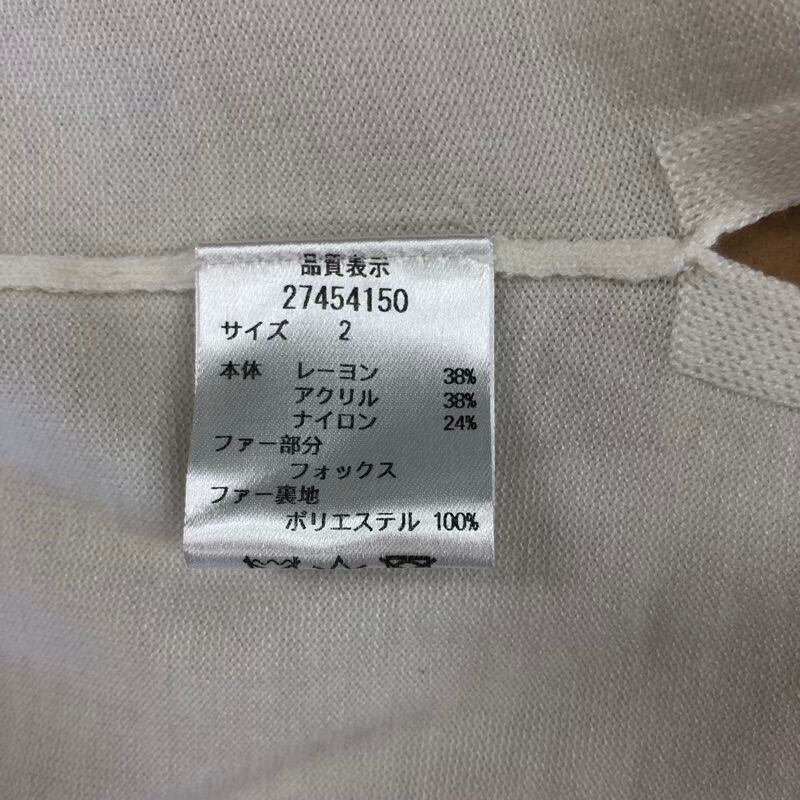 品質表示
27454150
サイズ 2
本体 レーヨン 38%
アクリル 38%
ナイロン 24%
ファー部分
フォックス
ファー裏地
ポリエステル 100%